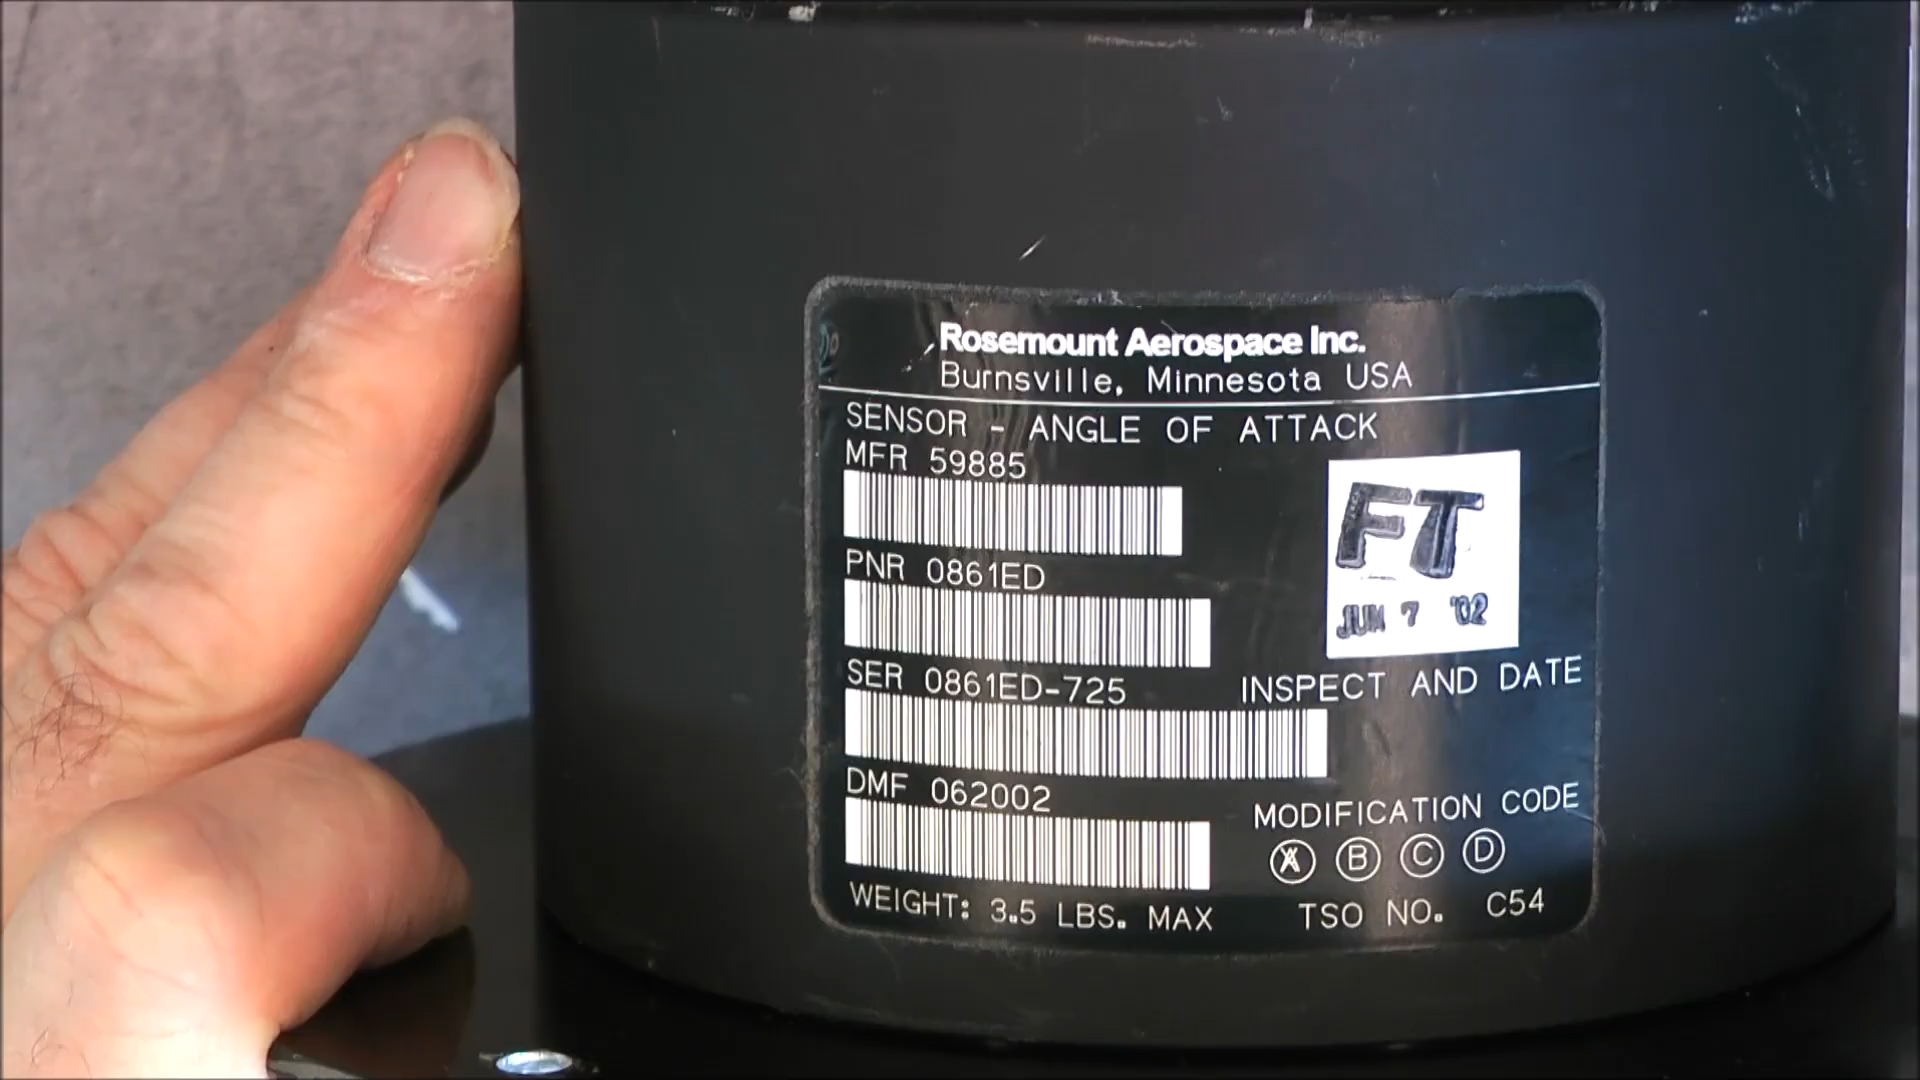 Rosemount Aerospace Inc.
Burnsville, Minnesota USA
SENSOR - ANGLE OF ATTACK
MFR 59885
PNR 0861ED
SER 0861ED-725
DMF 062002
WEIGHT: 3.5 LBS. MAX
FT
JUN 7 '02
INSPECT AND DATE
MODIFICATION CODE
A B C D
TSO NO. C54